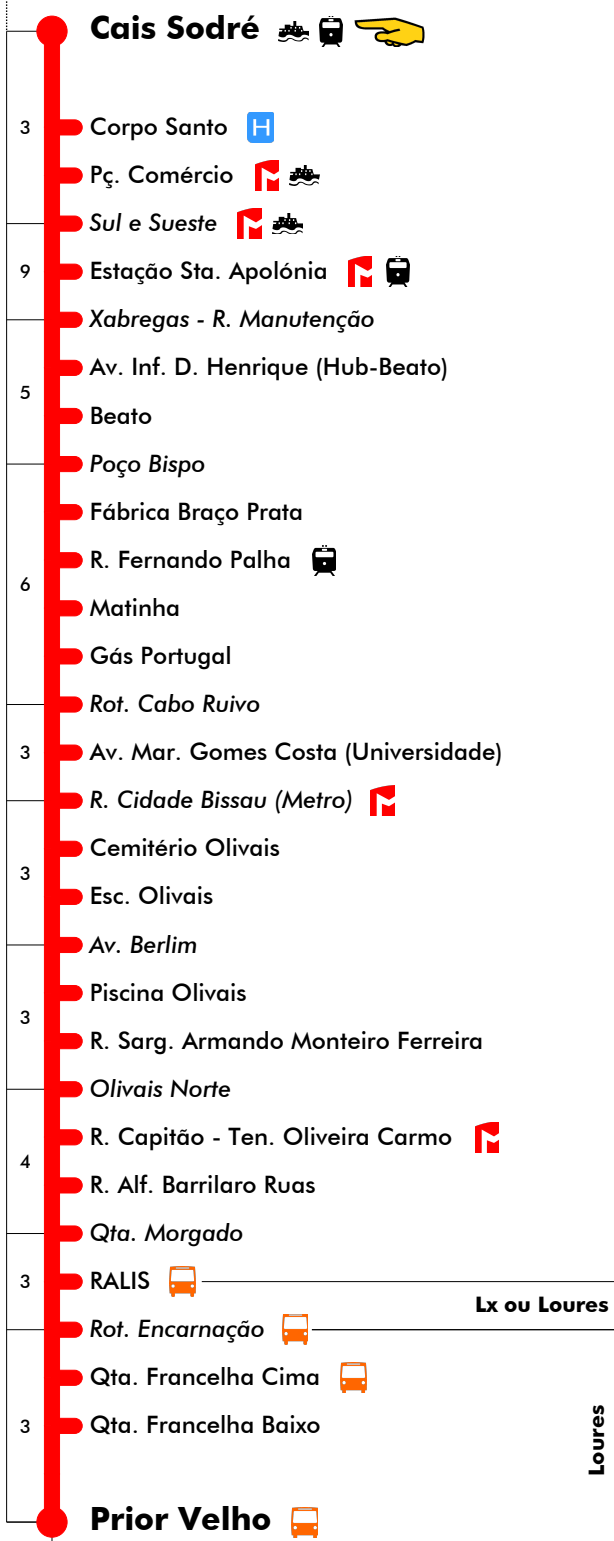 Cais Sodré
3
Corpo Santo H
Pç. Comércio
Sul e Sueste
9
Estação Sta. Apolónia
Xabregas - R. Manutenção
Av. Inf. D. Henrique (Hub-Beato)
5
Beato
Poço Bispo
Fábrica Braço Prata
R. Fernando Palha
6
Matinha
Gás Portugal
Rot. Cabo Ruivo
3
Av. Mar. Gomes Costa (Universidade)
R. Cidade Bissau (Metro)
Cemitério Olivais
3
Esc. Olivais
Av. Berlim
Piscina Olivais
3
R. Sarg. Armando Monteiro Ferreira
Olivais Norte
R. Capitão - Ten. Oliveira Carmo
4
R. Alf. Barrilaro Ruas
Qta. Morgado
3
RALIS
Lx ou Loures
Rot. Encarnação
Qta. Francelha Cima
3
Qta. Francelha Baixo
Loures
Prior Velho